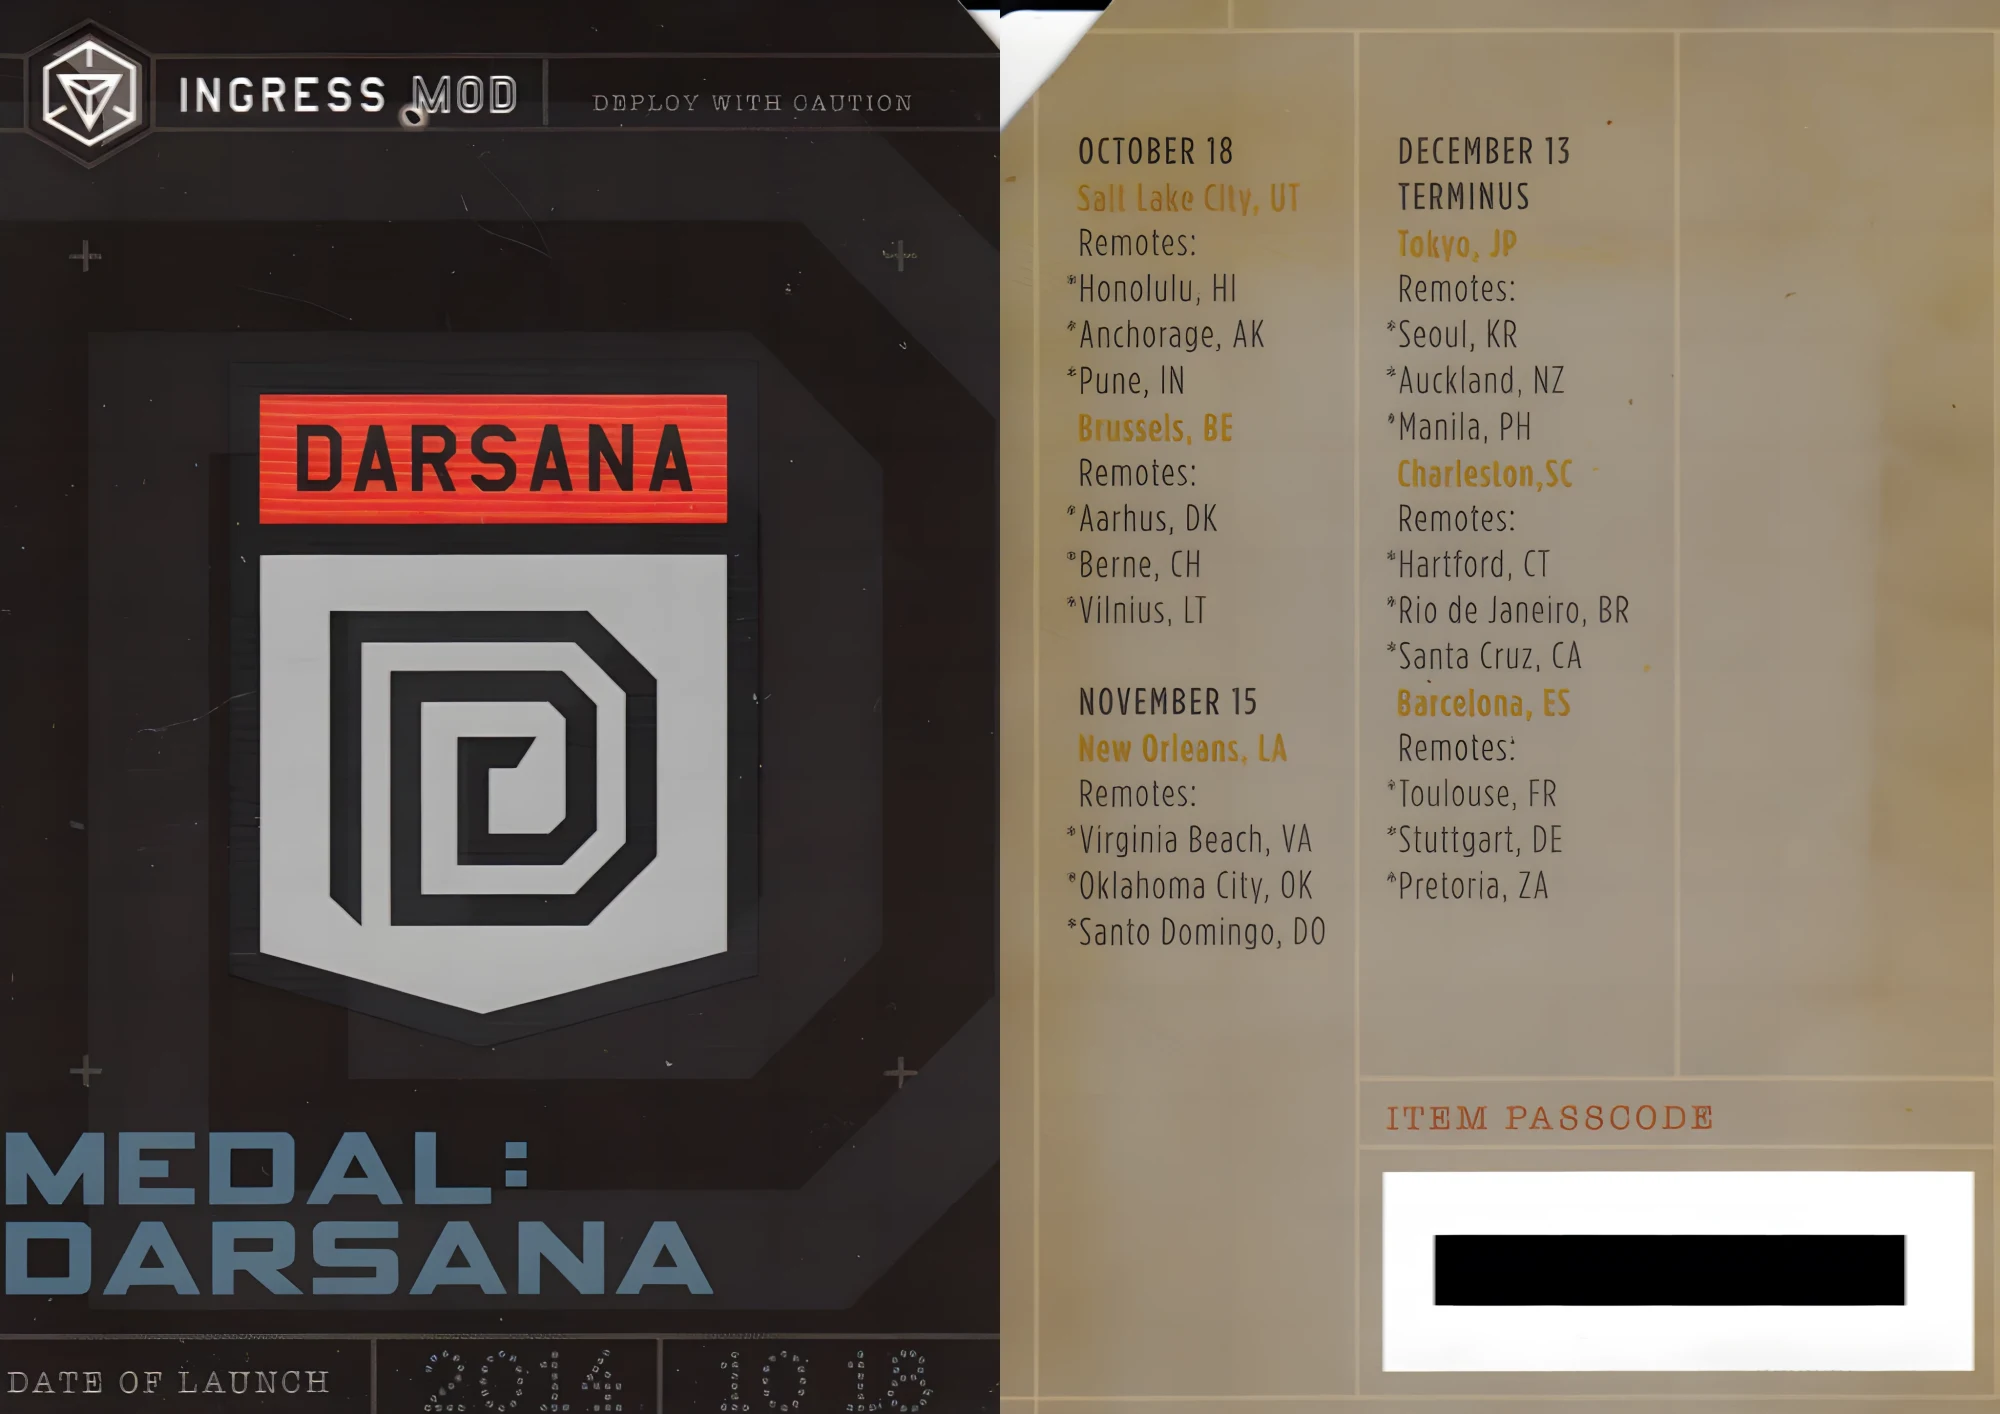 INGRESS MOD
DEPLOY WITH CAUTION
DARSANA
MEDAL:
DARSANA
DATE OF LAUNCH
2014
10 18
OCTOBER 18
Salt Lake City, UT
Remotes:
*Honolulu, HI
*Anchorage, AK
*Pune, IN
Brussels, BE
Remotes:
*Aarhus, DK
*Berne, CH
*Vilnius, LT
NOVEMBER 15
New Orleans, LA
Remotes:
*Virginia Beach, VA
*Oklahoma City, OK
*Santo Domingo, DO
DECEMBER 13
TERMINUS
Tokyo, JP
Remotes:
*Seoul, KR
*Auckland, NZ
*Manila, PH
Charleston,SC
Remotes:
*Hartford, CT
*Rio de Janeiro, BR
*Santa Cruz, CA
Barcelona, ES
Remotes:
*Toulouse, FR
*Stuttgart, DE
*Pretoria, ZA
ITEM PASSCODE